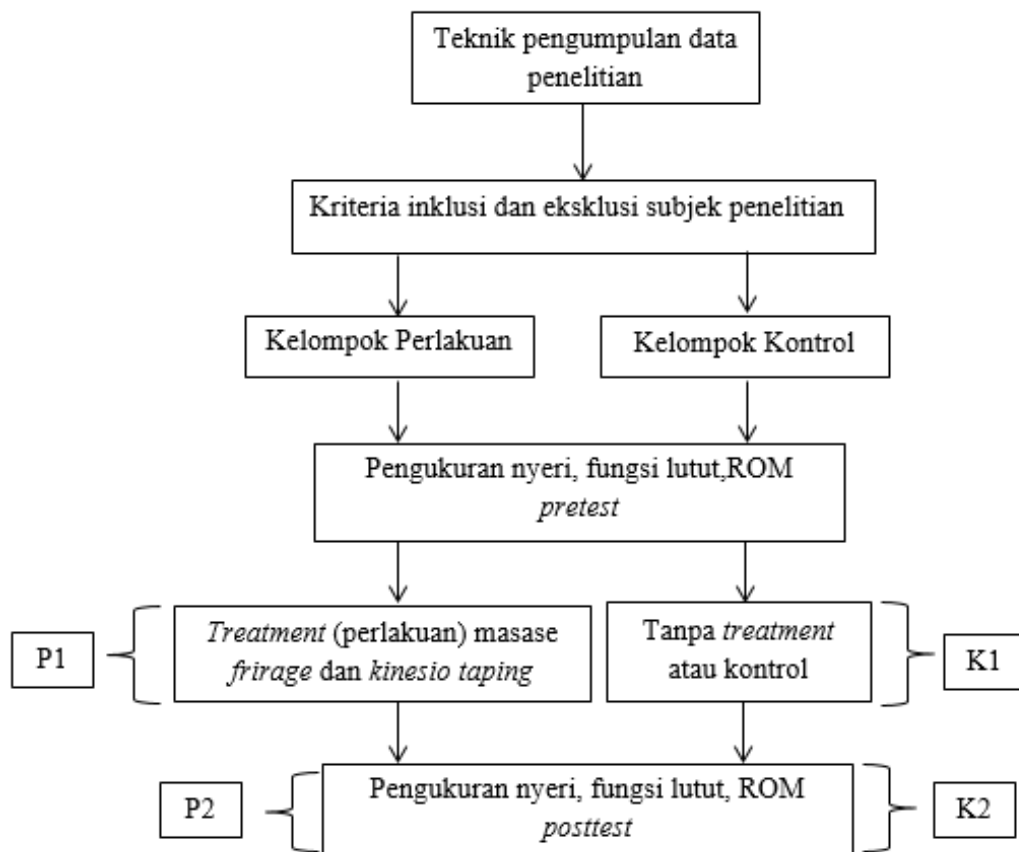 Teknik pengumpulan data
penelitian
Kriteria inklusi dan eksklusi subjek penelitian
Kelompok Perlakuan
Kelompok Kontrol
Pengukuran nyeri, fungsi lutut,ROM
pretest
P1
Treatment (perlakuan) masase
frirage dan kinesio taping
Tanpa treatment
atau kontrol
K1
P2
Pengukuran nyeri, fungsi lutut, ROM
posttest
K2